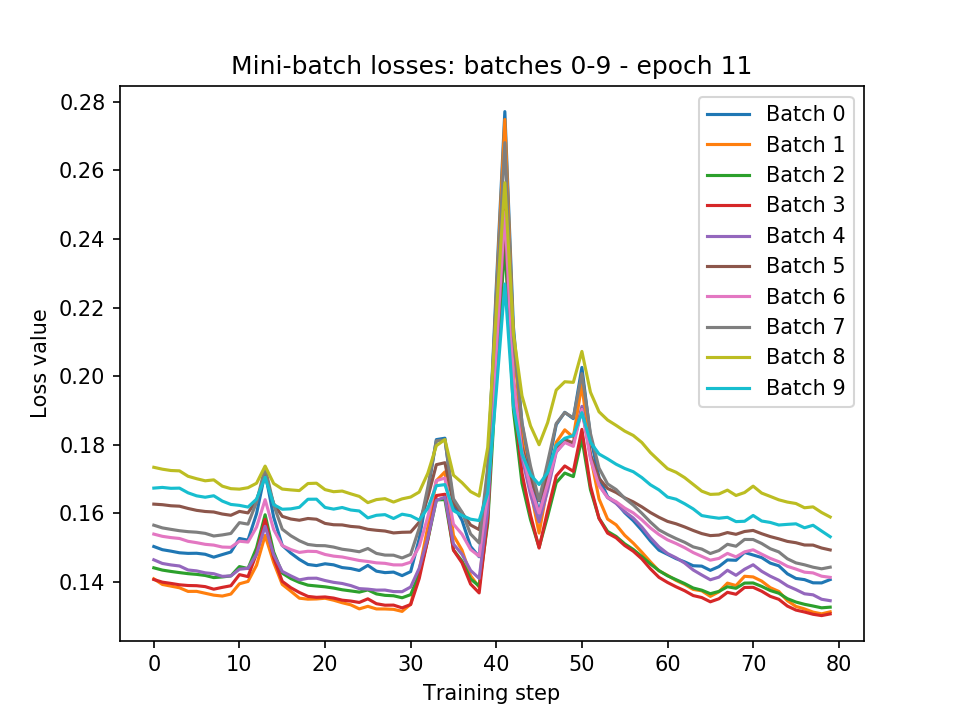 Mini-batch losses: batches 0-9 - epoch 11
0.28
0.26
0.24
0.22
0.20
0.18
0.16
0.14
Loss value
0
10
20
30
40
50
60
70
80
Training step
Batch 0
Batch 1
Batch 2
Batch 3
Batch 4
Batch 5
Batch 6
Batch 7
Batch 8
Batch 9